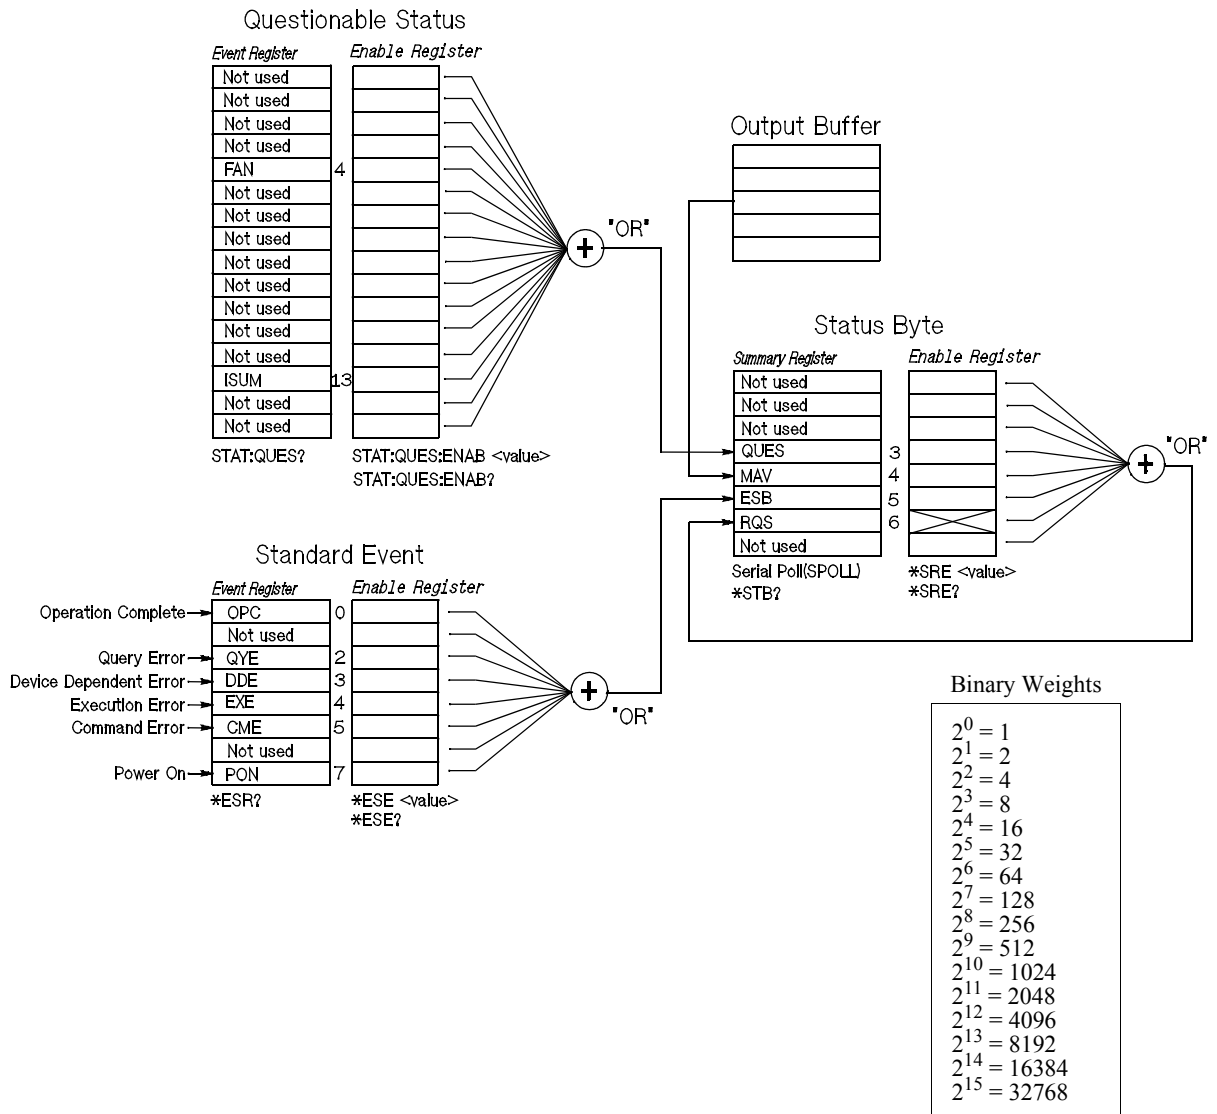 Questionable Status
Event Register Enable Register
Not used
Not used
Not used
Not used
FAN 4
Not used
Not used
Not used
Not used
Not used
Not used
Not used
Not used
ISUM 13
Not used
Not used
STAT:QUES? STAT:QUES:ENAB <value>
STAT:QUES:ENAB?
+
"OR"
Output Buffer
Status Byte
Summary Register Enable Register
Not used
Not used
Not used
QUES 3
MAV 4
ESB 5
RQS 6
Not used
Serial Poll(SPOLL) *SRE <value>
*STB? *SRE?
+
"OR"
Standard Event
Event Register Enable Register
Operation Complete OPC 0
Not used
Query Error QYE 2
Device Dependent Error DDE 3
Execution Error EXE 4
Command Error CME 5
Not used
Power On PON 7
*ESR? *ESE <value>
*ESE?
+
"OR"
Binary Weights
2^0 = 1
2^1 = 2
2^2 = 4
2^3 = 8
2^4 = 16
2^5 = 32
2^6 = 64
2^7 = 128
2^8 = 256
2^9 = 512
2^10 = 1024
2^11 = 2048
2^12 = 4096
2^13 = 8192
2^14 = 16384
2^15 = 32768